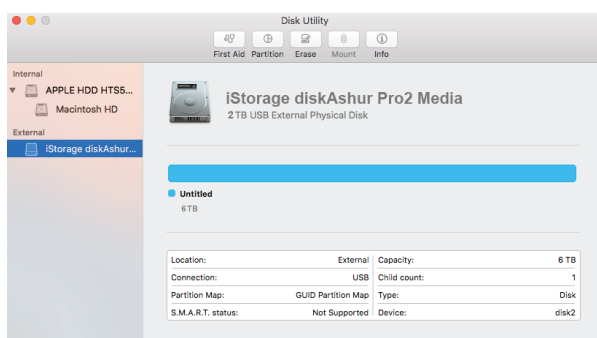 Disk Utility
First Aid Partition Erase Mount Info
Internal
APPLE HDD HTS5...
Macintosh HD
External
iStorage diskAshur...
iStorage diskAshur Pro2 Media
2 TB USB External Physical Disk
Untitled
6 TB
Location: External Capacity: 6 TB
Connection: USB Child count: 1
Partition Map: GUID Partition Map Type: Disk
S.M.A.R.T. status: Not Supported Device: disk2